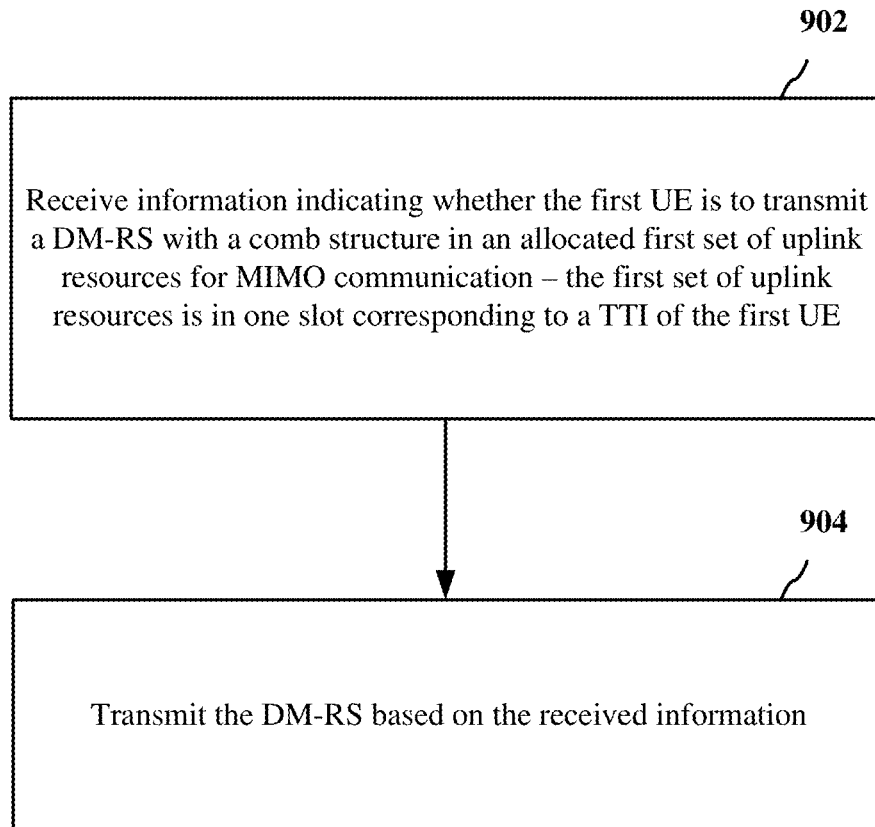 902
Receive information indicating whether the first UE is to transmit
a DM-RS with a comb structure in an allocated first set of uplink
resources for MIMO communication – the first set of uplink
resources is in one slot corresponding to a TTI of the first UE
904
Transmit the DM-RS based on the received information